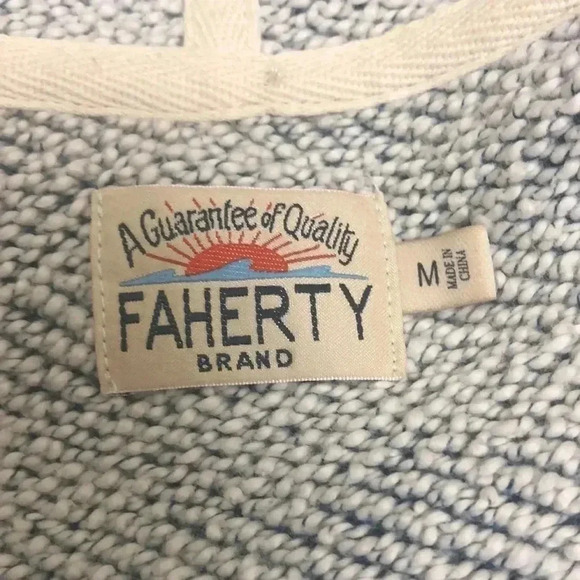 A Guarantee of Quality
FAHERTY
BRAND
M
MADE IN
CHINA